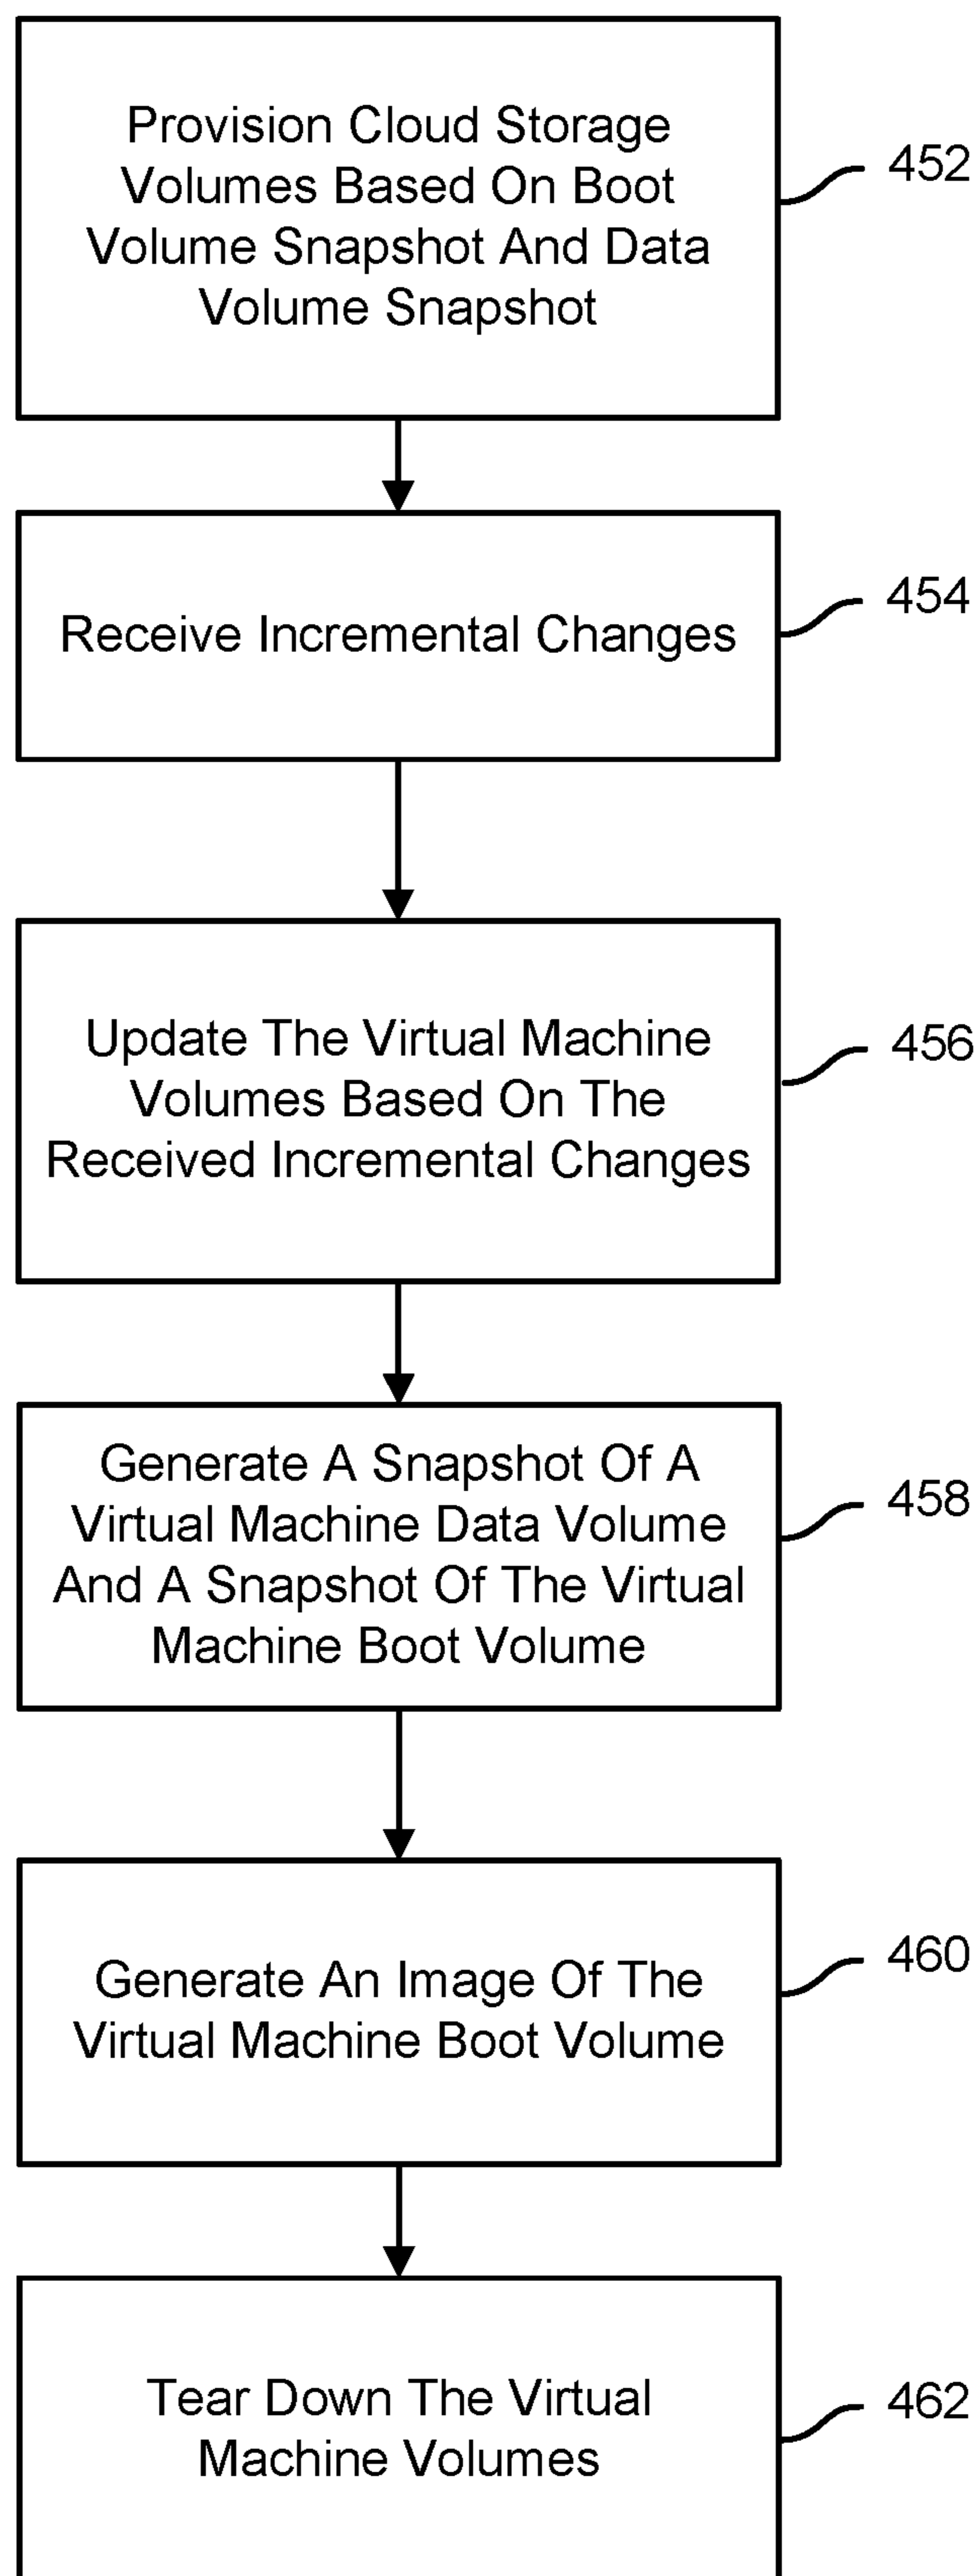 Provision Cloud Storage
Volumes Based On Boot
Volume Snapshot And Data
Volume Snapshot
452
Receive Incremental Changes
454
Update The Virtual Machine
Volumes Based On The
Received Incremental Changes
456
Generate A Snapshot Of A
Virtual Machine Data Volume
And A Snapshot Of The Virtual
Machine Boot Volume
458
Generate An Image Of The
Virtual Machine Boot Volume
460
Tear Down The Virtual
Machine Volumes
462